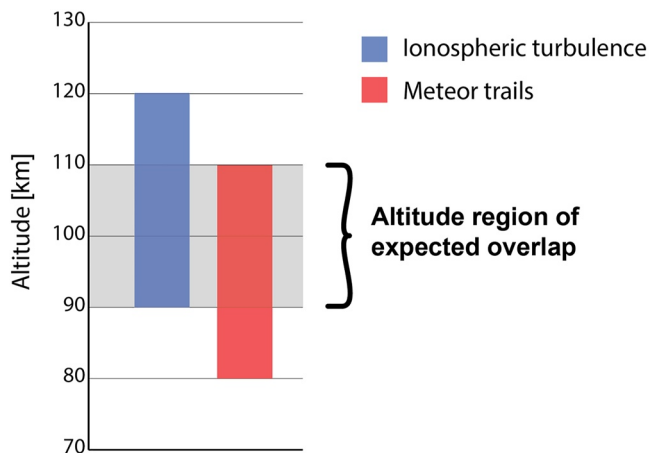 130
120
110
100
90
80
70
Altitude [km]
Ionospheric turbulence
Meteor trails
Altitude region of
expected overlap